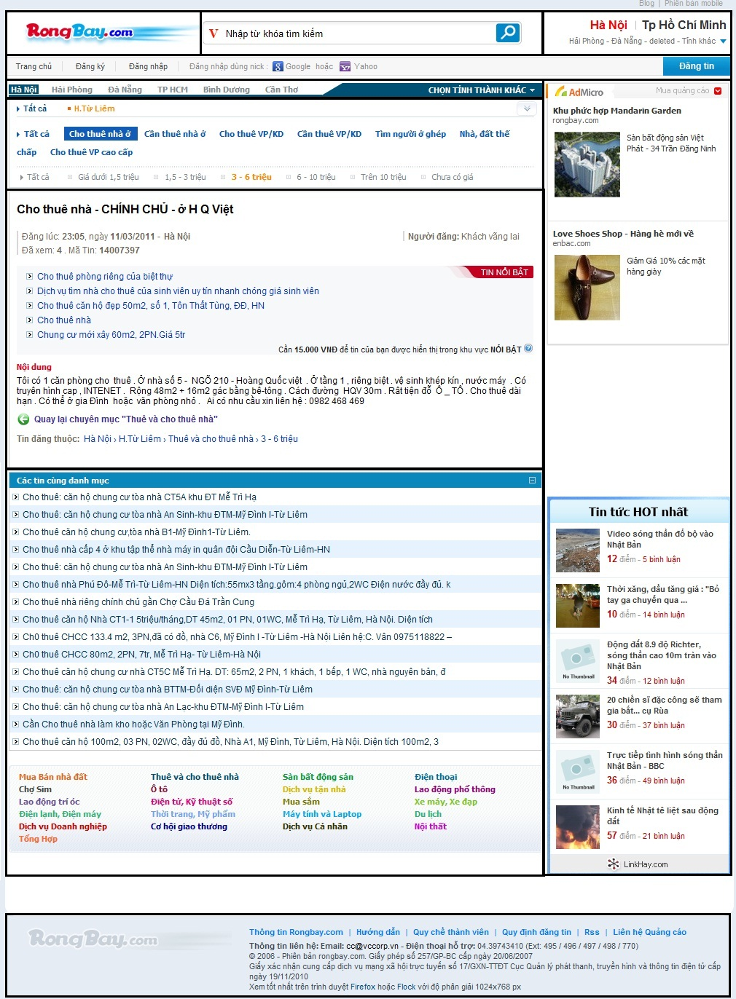 Blog | Phiên bản mobile
RongBay.com
V Nhập từ khóa tìm kiếm
Hà Nội | Tp Hồ Chí Minh
Hải Phòng - Đà Nẵng - deleted - Tỉnh khác
Trang chủ | Đăng ký | Đăng nhập | Đăng nhập dùng nick : Google hoặc Yahoo
Đăng tin
Hà Nội Hải Phòng Đà Nẵng TP HCM Bình Dương Cần Thơ CHỌN TỈNH THÀNH KHÁC
Tất cả H.Từ Liêm
Tất cả Cho thuê nhà ở Cần thuê nhà ở Cho thuê VP/KD Cần thuê VP/KD Tìm người ở ghép Nhà, đất thế
chấp Cho thuê VP cao cấp
Tất cả Giá dưới 1,5 triệu 1,5 - 3 triệu 3 - 6 triệu 6 - 10 triệu Trên 10 triệu Chưa có giá
Cho thuê nhà - CHÍNH CHỦ - ở H Q Việt
Đăng lúc: 23:05, ngày 11/03/2011 - Hà Nội
Người đăng: Khách vãng lai
Đã xem: 4 . Mã Tin: 14007397
TIN NỔI BẬT
Cho thuê phòng riêng của biệt thự
Dịch vụ tìm nhà cho thuê của sinh viên uy tín nhanh chóng giá sinh viên
Cho thuê căn hộ đẹp 50m2, số 1, Tôn Thất Tùng, ĐĐ, HN
Cho thuê nhà
Chung cư mới xây 60m2, 2PN.Giá 5tr
Cần 15.000 VNĐ để tin của bạn được hiển thị trong khu vực NỔI BẬT
Nội dung
Tôi có 1 căn phòng cho thuê . Ở nhà số 5 - NGÕ 210 - Hoàng Quốc việt . Ở tầng 1 , riêng biệt . vệ sinh khép kín , nước máy . Có
truyền hình cap , INTENET . Rộng 48m2 + 16m2 gác bằng bê-tông . Cách đường HQV 30m . Rất tiện đỗ Ô _ TÔ . Cho thuê dài
hạn . Có thể ở gia Đình hoặc văn phòng nhỏ . Ai có nhu cầu xin liên hệ : 0982 468 469
Quay lại chuyên mục "Thuê và cho thuê nhà"
Tin đăng thuộc: Hà Nội › H.Từ Liêm › Thuê và cho thuê nhà › 3 - 6 triệu
Các tin cùng danh mục
Cho thuê: căn hộ chung cư tòa nhà CT5A khu ĐT Mễ Trì Hạ
Cho thuê: căn hộ chung cư tòa nhà An Sinh-khu ĐTM-Mỹ Đình I-Từ Liêm
Cho thuê căn hộ chung cư,tòa nhà B1-Mỹ Đình1-Từ Liêm.
Cho thuê nhà cấp 4 ở khu tập thể nhà máy in quân đội Cầu Diễn-Từ Liêm-HN
Cho thuê: căn hộ chung cư tòa nhà An Sinh-khu ĐTM-Mỹ Đình I-Từ Liêm
Cho thuê nhà Phú Đô-Mễ Trì-Từ Liêm-HN Diện tích:55mx3 tầng.gồm:4 phòng ngủ,2WC Điện nước đầy đủ. k
Cho thuê nhà riêng chính chủ gần Chợ Cầu Đá Trần Cung
Cho thuê căn hộ Nhà CT1-1 5triệu/tháng,DT 45m2, 01 PN, 01WC, Mễ Trì Hạ, Từ Liêm, Hà Nội. Diện tích
Ch0 thuê CHCC 133.4 m2, 3PN,đã có đồ, nhà C6, Mỹ Đình I -Từ Liêm -Hà Nội Liên hệ:C. Vân 0975118822 –
Ch0 thuê CHCC 80m2, 2PN, 7tr, Mễ Trì Hạ- Từ Liêm-Hà Nội
Cho thuê căn hộ chung cư nhà CT5C Mễ Trì Hạ. DT: 65m2, 2 PN, 1 khách, 1 bếp, 1 WC, nhà nguyên bản, đ
Cho thuê: căn hộ chung cư tòa nhà BTTM-Đối diện SVĐ Mỹ Đình-Từ Liêm
Cho thuê: căn hộ chung cư tòa nhà An Lạc-khu ĐTM-Mỹ Đình I-Từ Liêm
Cần Cho thuê nhà làm kho hoặc Văn Phòng tại Mỹ Đình.
Cho thuê căn hộ 100m2, 03 PN, 02WC, đầy đủ đồ, Nhà A1, Mỹ Đình, Từ Liêm, Hà Nội. Diện tích 100m2, 3
Mua Bán nhà đất Thuê và cho thuê nhà Sàn bất động sản Điện thoại
Chợ Sim Ô tô Dịch vụ tận nhà Lao động phổ thông
Lao động trí óc Điện tử, Kỹ thuật số Mua sắm Xe máy, Xe đạp
Điện lạnh, Điện máy Thời trang, Mỹ phẩm Máy tính và Laptop Du lịch
Dịch vụ Doanh nghiệp Cơ hội giao thương Dịch vụ Cá nhân Nội thất
Tổng Hợp
AdMicro Mua quảng cáo
Khu phức hợp Mandarin Garden
rongbay.com
Sàn bất động sản Việt
Phát - 34 Trần Đăng Ninh
Love Shoes Shop - Hàng hè mới về
enbac.com
Giảm Giá 10% các mặt
hàng giày
Tin tức HOT nhất
Video sóng thần đổ bộ vào
Nhật Bản
12 điểm - 5 bình luận
Thời xăng, dầu tăng giá : "Bỏ
tay ga chuyển qua ...
10 điểm - 14 bình luận
Động đất 8.9 độ Richter,
sóng thần cao 10m tràn vào
Nhật Bản
No Thumbnail
34 điểm - 12 bình luận
20 chiến sĩ đặc công sẽ tham
gia bắt... cụ Rùa
30 điểm - 37 bình luận
Trực tiếp tình hình sóng thần
Nhật Bản - BBC
36 điểm - 49 bình luận
No Thumbnail
Kinh tế Nhật tê liệt sau động
đất
57 điểm - 21 bình luận
LinkHay.com
RongBay.com
Thông tin Rongbay.com | Hướng dẫn | Quy chế thành viên | Quy định đăng tin | Rss | Liên hệ Quảng cáo
Thông tin liên hệ: Email: cc@vccorp.vn - Điện thoại hỗ trợ: 04.39743410 (Ext: 495 / 496 / 497 / 498 / 770)
© 2006 - Phiên bản rongbay.com. Giấy phép số 257/GP-BC cấp ngày 20/06/2007
Giấy xác nhận cung cấp dịch vụ mạng xã hội trực tuyến số 17/GXN-TTĐT Cục Quản lý phát thanh, truyền hình và thông tin điện tử cấp
ngày 19/11/2010
Xem tốt nhất trên trình duyệt Firefox hoặc Flock với độ phân giải 1024x768 px